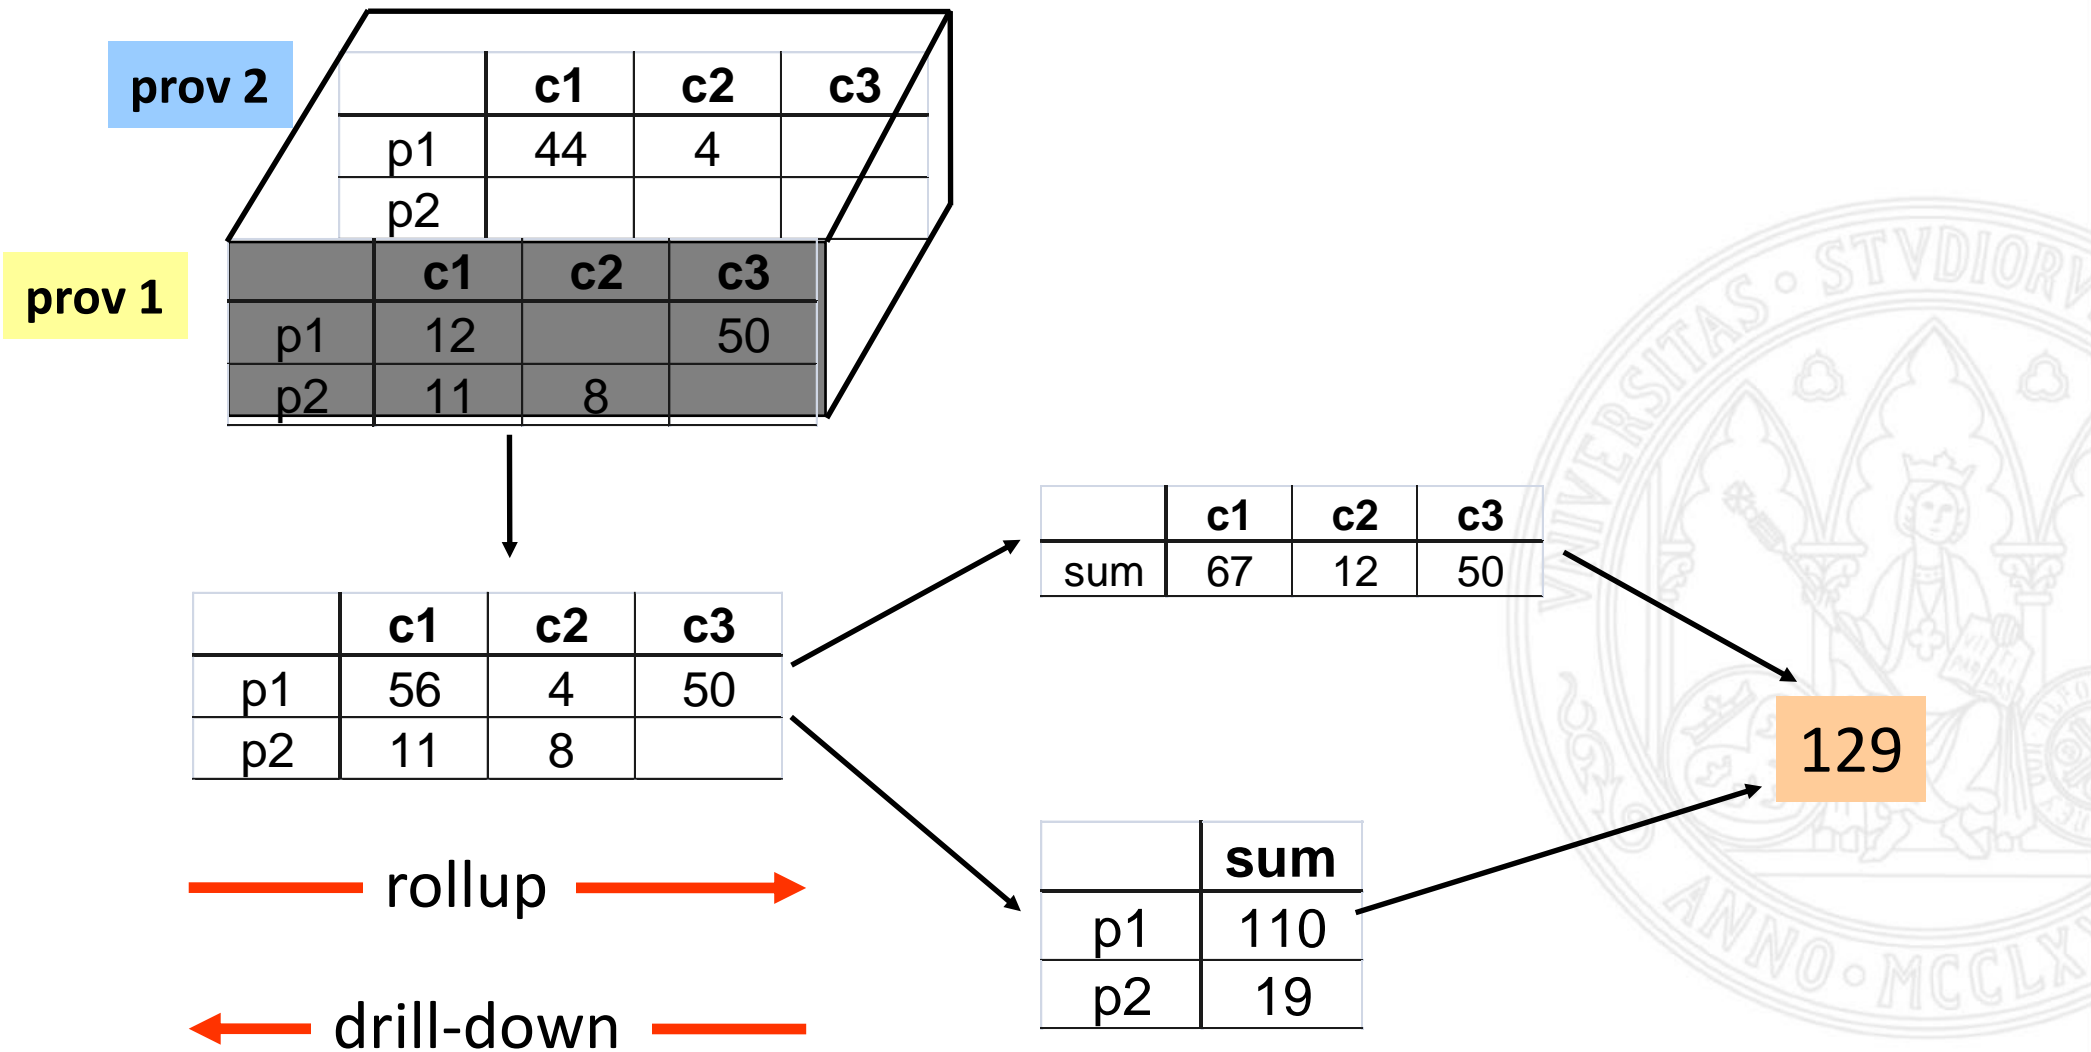 prov 2
c1 c2 c3
p1 44 4
p2
prov 1
c1 c2 c3
p1 12 50
p2 11 8
c1 c2 c3
sum 67 12 50
c1 c2 c3
p1 56 4 50
p2 11 8
129
sum
p1 110
p2 19
rollup
drill-down
VNIVERSITAS STVDIORV
ANNO MCCLX